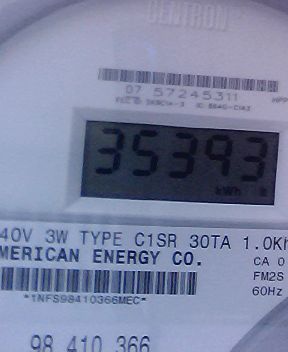 CENTRON
07 57245311
35393
kWh
40V 3W TYPE C1SR 30TA 1.0Kh
MERICAN ENERGY CO.
CA 0
FM2S
60Hz
*1NFS98410366MEC*
98 410 366